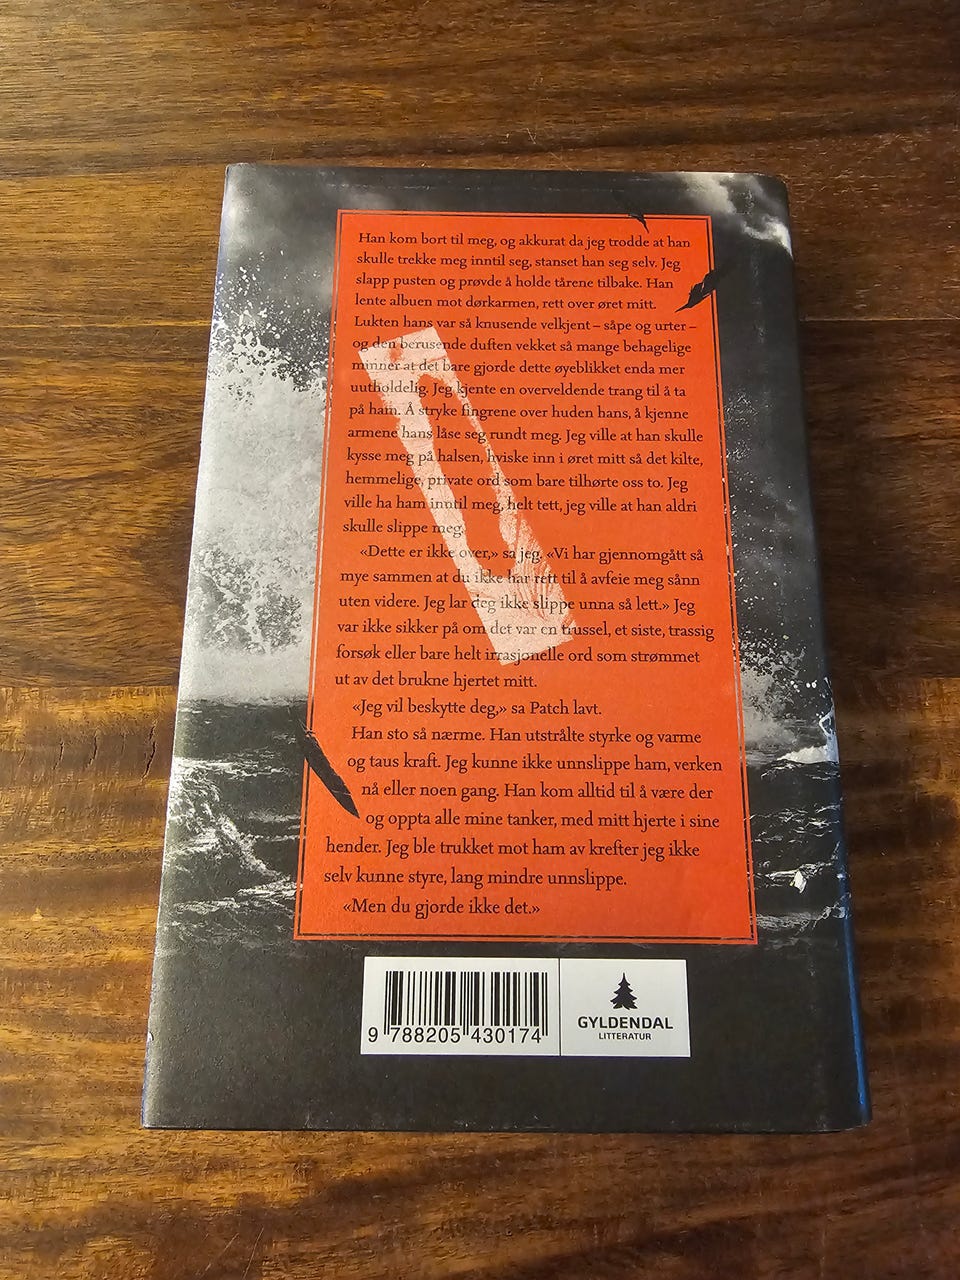 Han kom bort til meg, og akkurat da jeg trodde at han
skulle trekke meg inntil seg, stanset han seg selv. Jeg
slapp pusten og prøvde å holde tårene tilbake. Han
lente albuen mot dørkarmen, rett over øret mitt.
Lukten hans var så knusende velkjent – såpe og urter –
og den berusende duften vekket så mange behagelige
minner at det bare gjorde dette øyeblikket enda mer
uutholdelig. Jeg kjente en overveldende trang til å ta
på ham. Å stryke fingrene over huden hans, å kjenne
armene hans låse seg rundt meg. Jeg ville at han skulle
kysse meg på halsen, hviske inn i øret mitt så det kilte,
hemmelige, private ord som bare tilhørte oss to. Jeg
ville ha ham inntil meg, helt tett, jeg ville at han aldri
skulle slippe meg.
«Dette er ikke over,» sa jeg. «Vi har gjennomgått så
mye sammen at du ikke har rett til å avfeie meg sånn
uten videre. Jeg lar deg ikke slippe unna så lett.» Jeg
var ikke sikker på om det var en trussel, et siste, trassig
forsøk eller bare helt irrasjonelle ord som strømmet
ut av det brukne hjertet mitt.
«Jeg vil beskytte deg,» sa Patch lavt.
Han sto så nærme. Han utstrålte styrke og varme
og taus kraft. Jeg kunne ikke unnslippe ham, verken
nå eller noen gang. Han kom alltid til å være der
og oppta alle mine tanker, med mitt hjerte i sine
hender. Jeg ble trukket mot ham av krefter jeg ikke
selv kunne styre, lang mindre unnslippe.
«Men du gjorde ikke det.»
9 788205 430174
GYLDENDAL
LITTERATUR